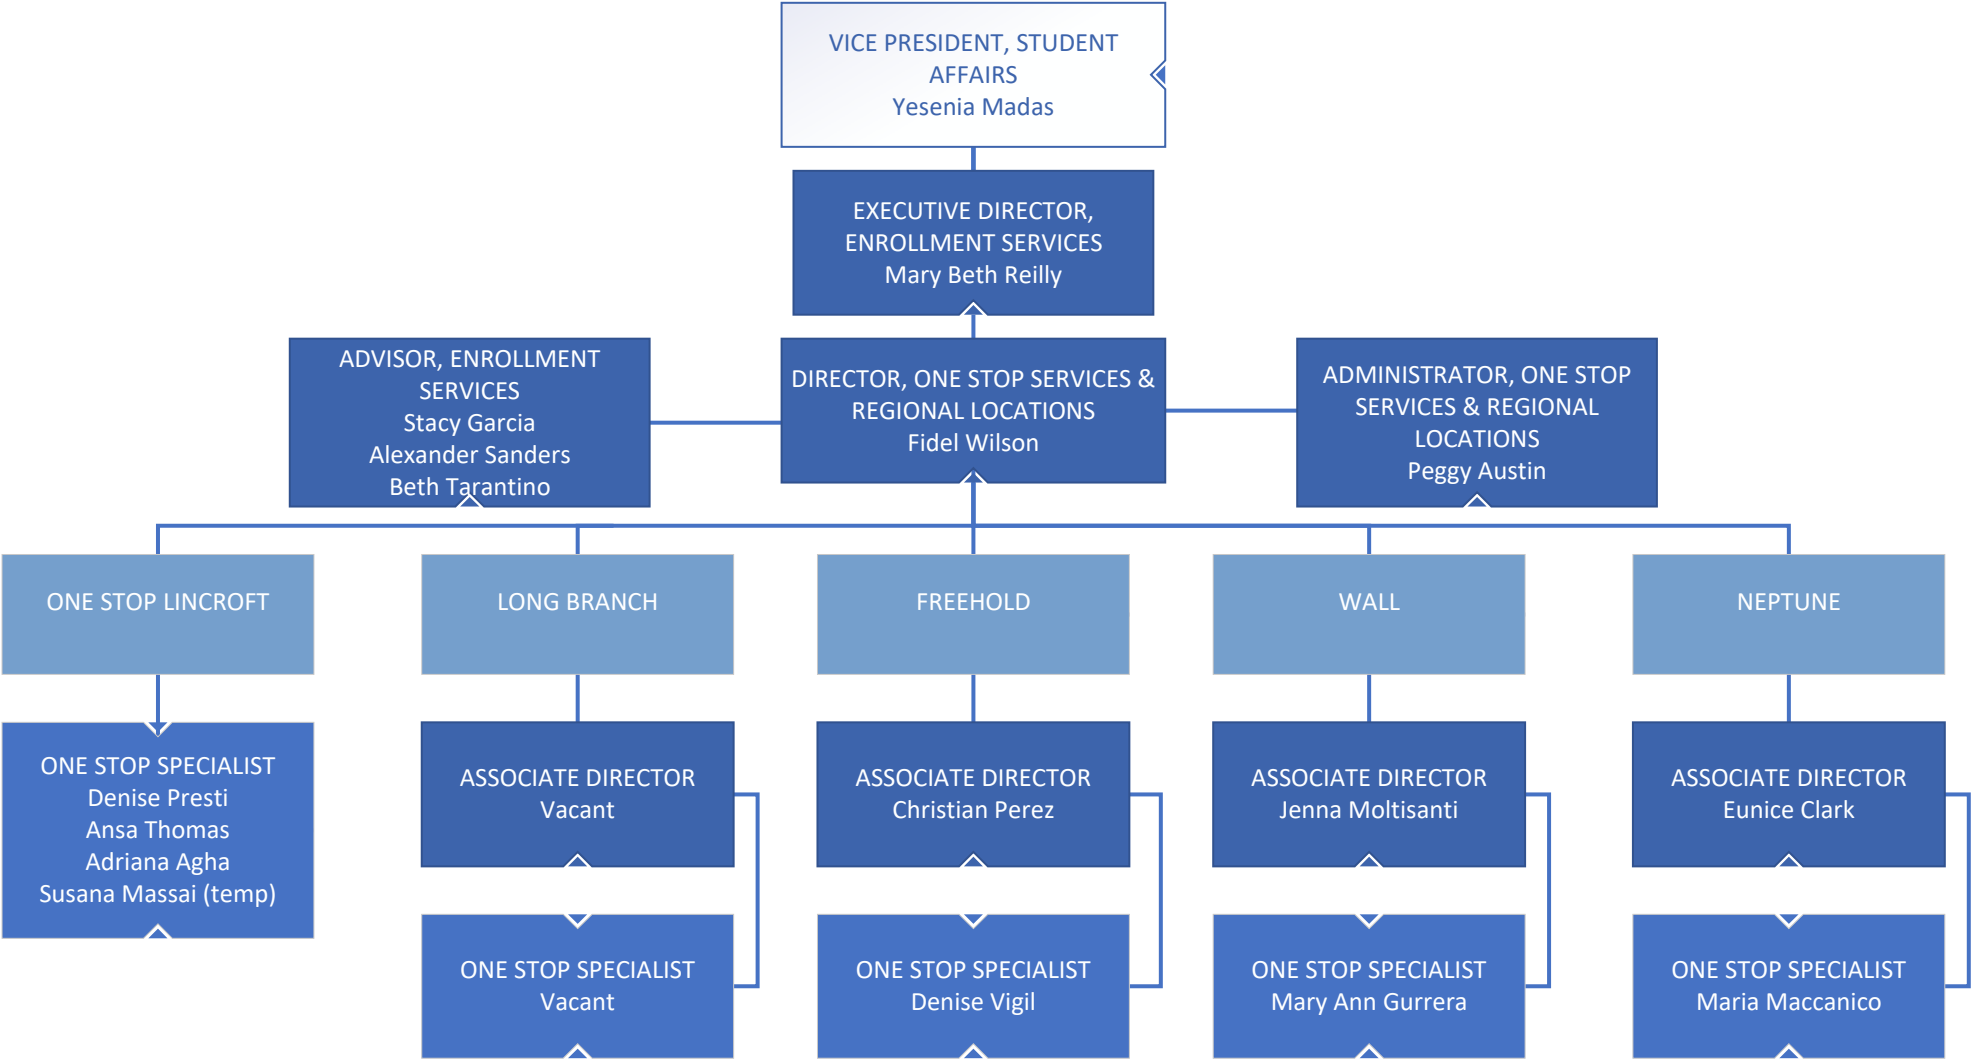 VICE PRESIDENT, STUDENT
AFFAIRS
Yesenia Madas
EXECUTIVE DIRECTOR,
ENROLLMENT SERVICES
Mary Beth Reilly
ADVISOR, ENROLLMENT
SERVICES
Stacy Garcia
Alexander Sanders
Beth Tarantino
DIRECTOR, ONE STOP SERVICES &
REGIONAL LOCATIONS
Fidel Wilson
ADMINISTRATOR, ONE STOP
SERVICES & REGIONAL
LOCATIONS
Peggy Austin
ONE STOP LINCROFT
LONG BRANCH
FREEHOLD
WALL
NEPTUNE
ONE STOP SPECIALIST
Denise Presti
Ansa Thomas
Adriana Agha
Susana Massai (temp)
ASSOCIATE DIRECTOR
Vacant
ASSOCIATE DIRECTOR
Christian Perez
ASSOCIATE DIRECTOR
Jenna Moltisanti
ASSOCIATE DIRECTOR
Eunice Clark
ONE STOP SPECIALIST
Vacant
ONE STOP SPECIALIST
Denise Vigil
ONE STOP SPECIALIST
Mary Ann Gurrera
ONE STOP SPECIALIST
Maria Maccanico